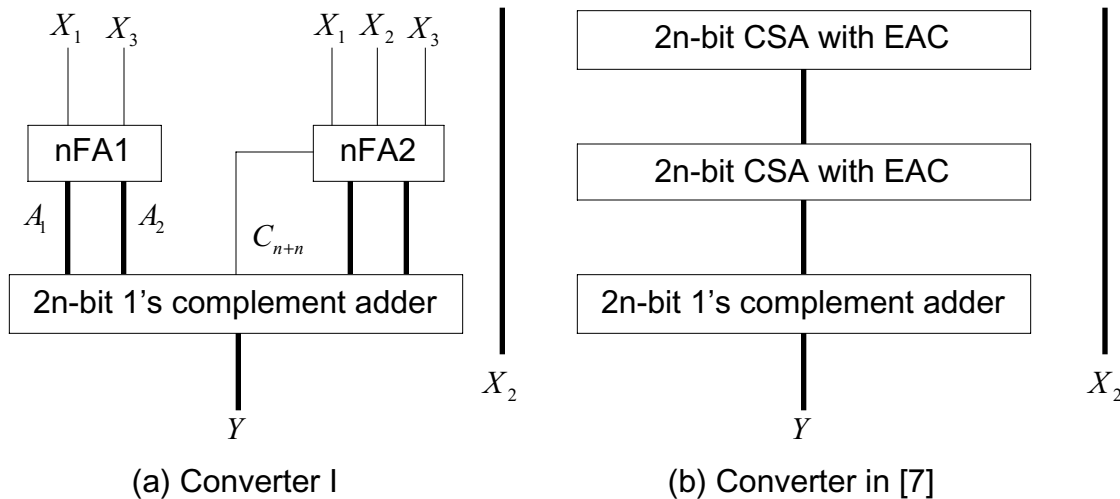 X1 X3 X1 X2 X3
nFA1 nFA2
A1 A2
Cn+n
2n-bit 1's complement adder
X2
Y
(a) Converter I
2n-bit CSA with EAC
2n-bit CSA with EAC
2n-bit 1's complement adder
X2
Y
(b) Converter in [7]